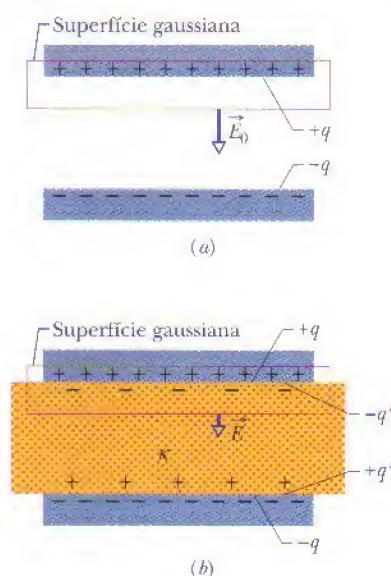 Superfície gaussiana
+ + + + + + + + + +
+q
E₀
−q
− − − − − − − − − −
(a)
Superfície gaussiana
+q
+ + + + + + + + + +
− − − − −
−q'
E
κ
+q'
+ + + + +
− − − − − − − − − −
−q
(b)